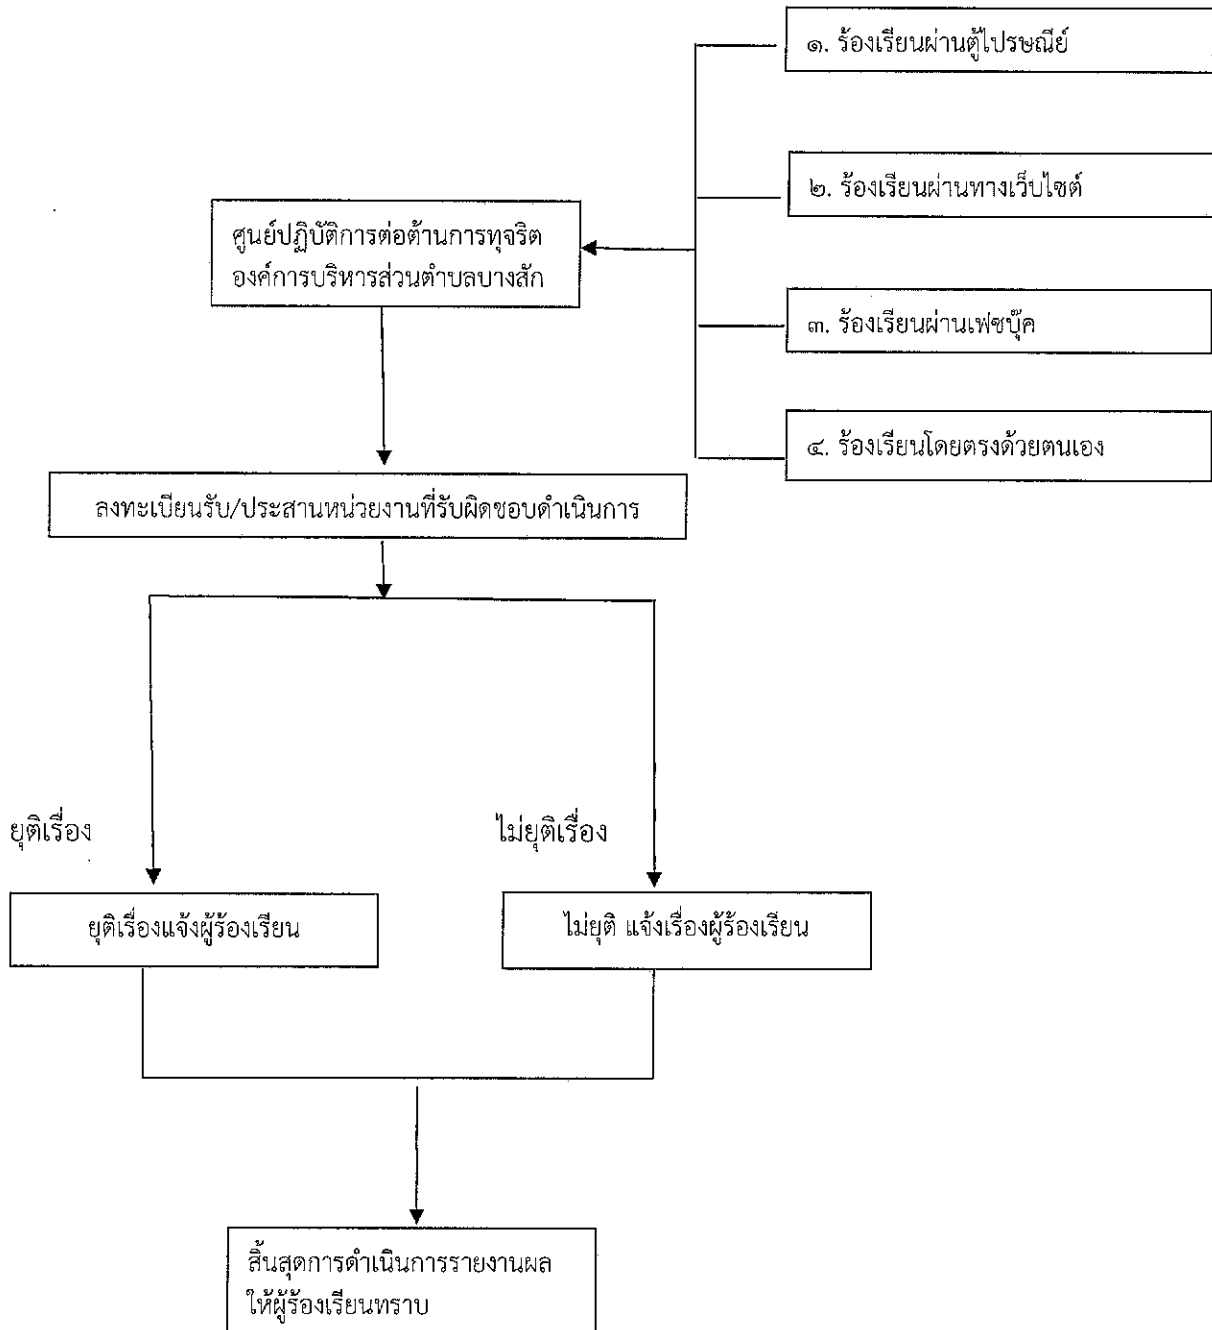 ๑. ร้องเรียนผ่านตู้ไปรษณีย์
๒. ร้องเรียนผ่านทางเว็บไซต์
ศูนย์ปฏิบัติการต่อต้านการทุจริต
องค์การบริหารส่วนตำบลบางสัก
๓. ร้องเรียนผ่านเฟซบุ๊ค
๔. ร้องเรียนโดยตรงด้วยตนเอง
ลงทะเบียนรับ/ประสานหน่วยงานที่รับผิดชอบดำเนินการ
ยุติเรื่อง
ไม่ยุติเรื่อง
ยุติเรื่องแจ้งผู้ร้องเรียน
ไม่ยุติ แจ้งเรื่องผู้ร้องเรียน
สิ้นสุดการดำเนินการรายงานผล
ให้ผู้ร้องเรียนทราบ